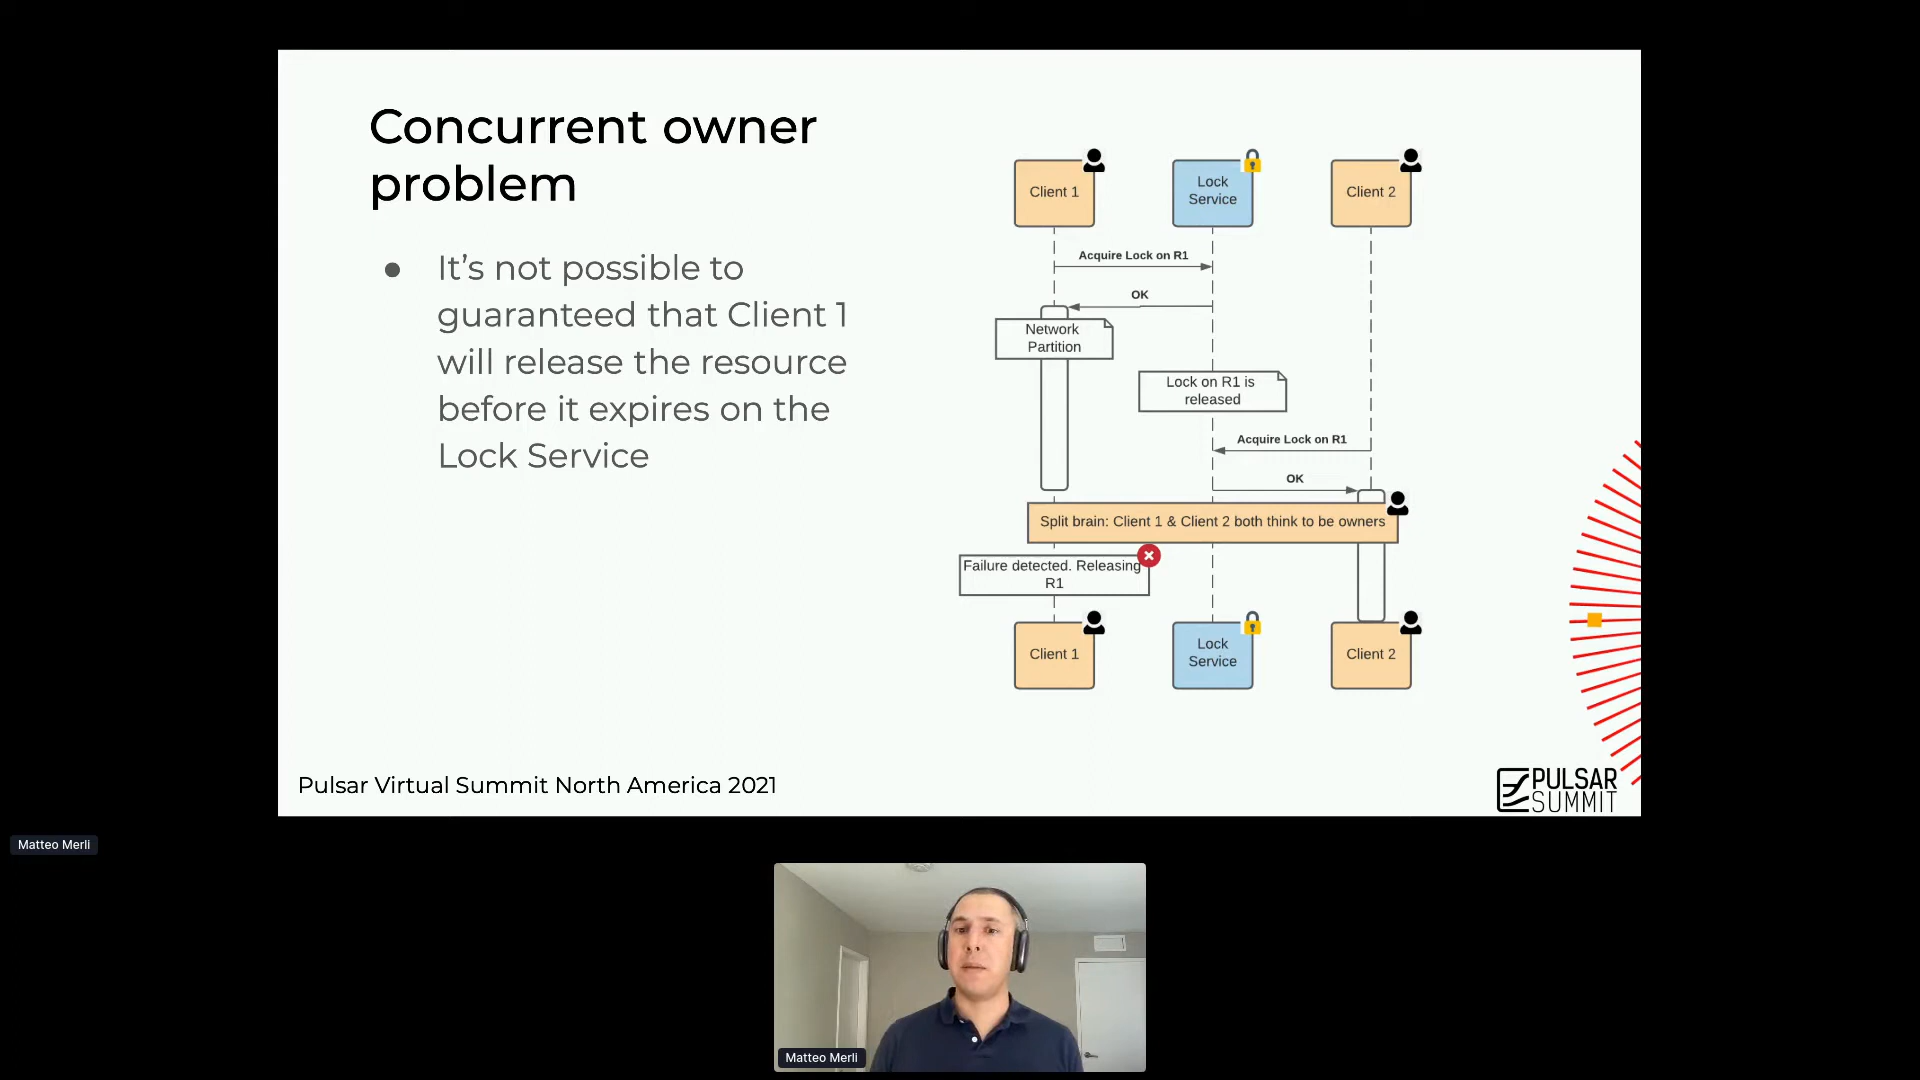 Concurrent owner
problem
● It’s not possible to
guaranteed that Client 1
will release the resource
before it expires on the
Lock Service
Client 1
Lock
Service
Client 2
Acquire Lock on R1
OK
Network
Partition
Lock on R1 is
released
Acquire Lock on R1
OK
Split brain: Client 1 & Client 2 both think to be owners
Failure detected. Releasing
R1
Client 1
Lock
Service
Client 2
Pulsar Virtual Summit North America 2021
PULSAR
SUMMIT
Matteo Merli
Matteo Merli